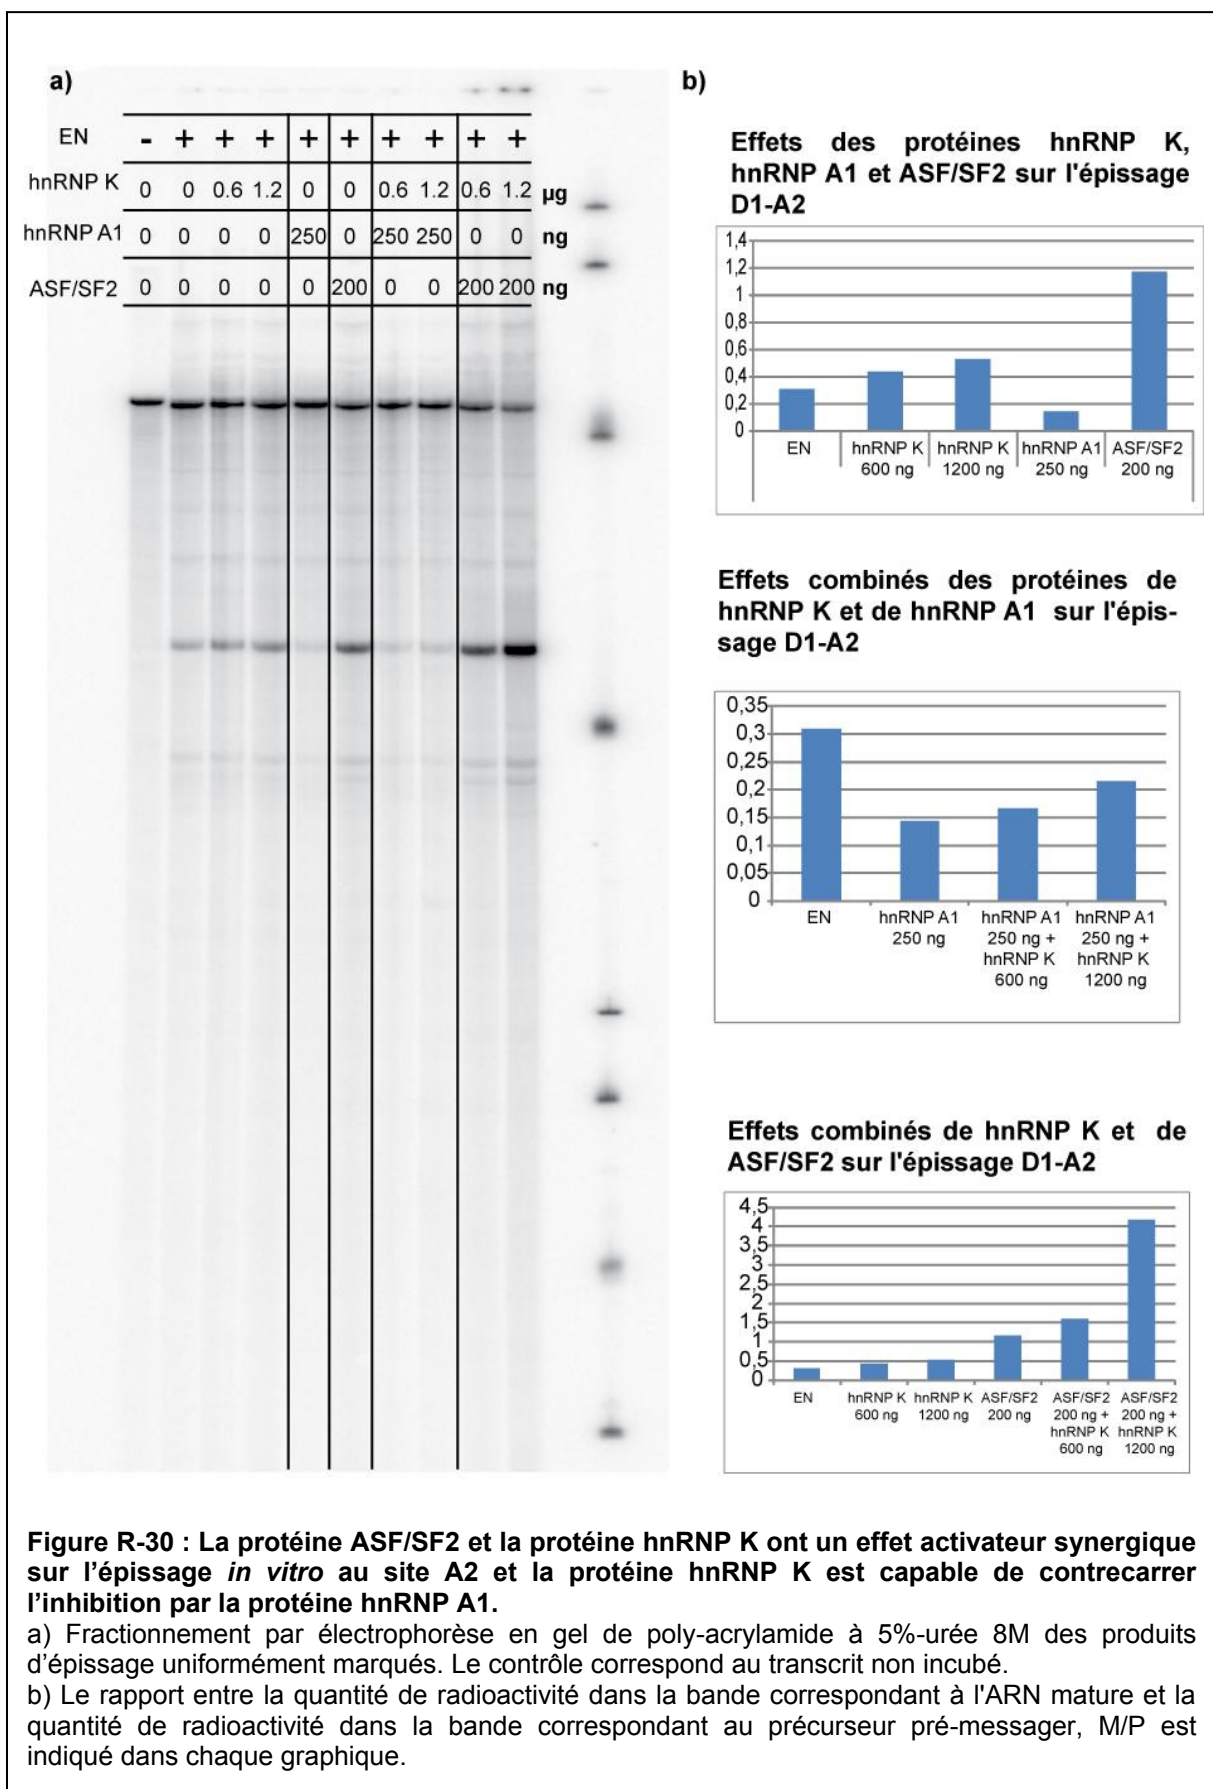 a)
EN - + + + + + + + + +
hnRNP K 0 0 0.6 1.2 0 0 0.6 1.2 0.6 1.2 µg
hnRNP A1 0 0 0 0 250 0 250 250 0 0 ng
ASF/SF2 0 0 0 0 0 200 0 0 200 200 ng
b)
Effets des protéines hnRNP K,
hnRNP A1 et ASF/SF2 sur l'épissage
D1-A2
1,4
1,2
1
0,8
0,6
0,4
0,2
0
EN hnRNP K hnRNP K hnRNP A1 ASF/SF2
600 ng 1200 ng 250 ng 200 ng
Effets combinés des protéines de
hnRNP K et de hnRNP A1 sur l'épis-
sage D1-A2
0,35
0,3
0,25
0,2
0,15
0,1
0,05
0
EN hnRNP A1 hnRNP A1 hnRNP A1
250 ng 250 ng + 250 ng +
hnRNP K hnRNP K
600 ng 1200 ng
Effets combinés de hnRNP K et de
ASF/SF2 sur l'épissage D1-A2
4,5
4
3,5
3
2,5
2
1,5
1
0,5
0
EN hnRNP K hnRNP K ASF/SF2 ASF/SF2 ASF/SF2
600 ng 1200 ng 200 ng 200 ng + 200 ng +
hnRNP K hnRNP K
600 ng 1200 ng
Figure R-30 : La protéine ASF/SF2 et la protéine hnRNP K ont un effet activateur synergique
sur l'épissage in vitro au site A2 et la protéine hnRNP K est capable de contrecarrer
l'inhibition par la protéine hnRNP A1.
a) Fractionnement par électrophorèse en gel de poly-acrylamide à 5%-urée 8M des produits
d'épissage uniformément marqués. Le contrôle correspond au transcrit non incubé.
b) Le rapport entre la quantité de radioactivité dans la bande correspondant à l'ARN mature et la
quantité de radioactivité dans la bande correspondant au précurseur pré-messager, M/P est
indiqué dans chaque graphique.